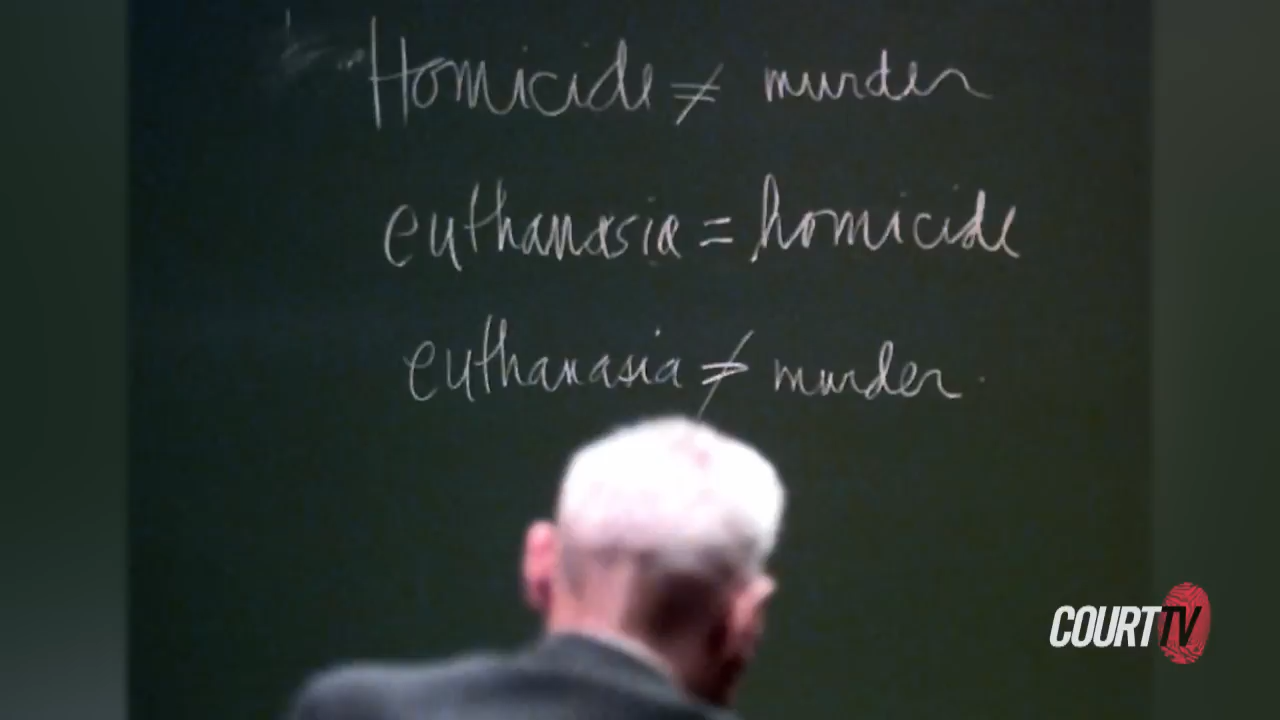 Homicide ≠ murder
euthanasia = homicide
euthanasia ≠ murder.
COURT TV